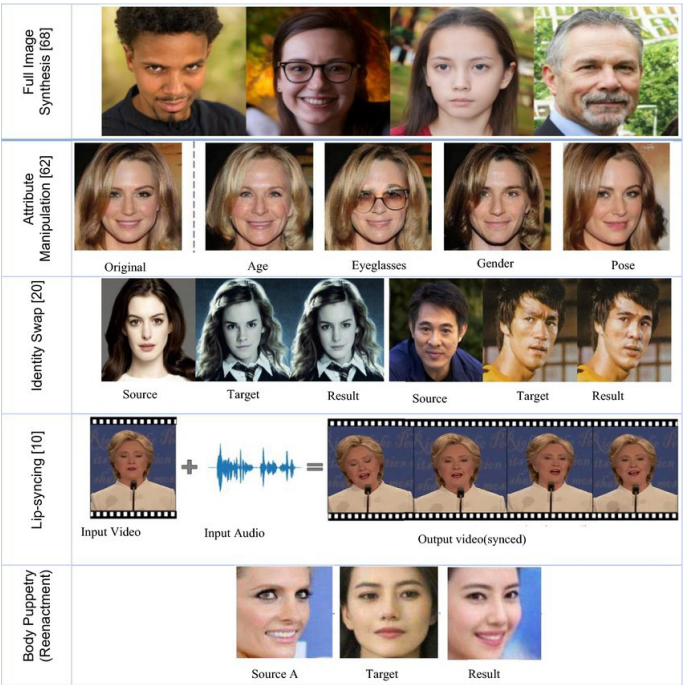 Full Image
Synthesis [68]
Attribute
Manipulation [62]
Original
Age
Eyeglasses
Gender
Pose
Identity Swap [20]
Source
Target
Result
Source
Target
Result
Lip-syncing [10]
Input Video
Input Audio
Output video(synced)
Body Puppetry
(Reenactment)
Source A
Target
Result